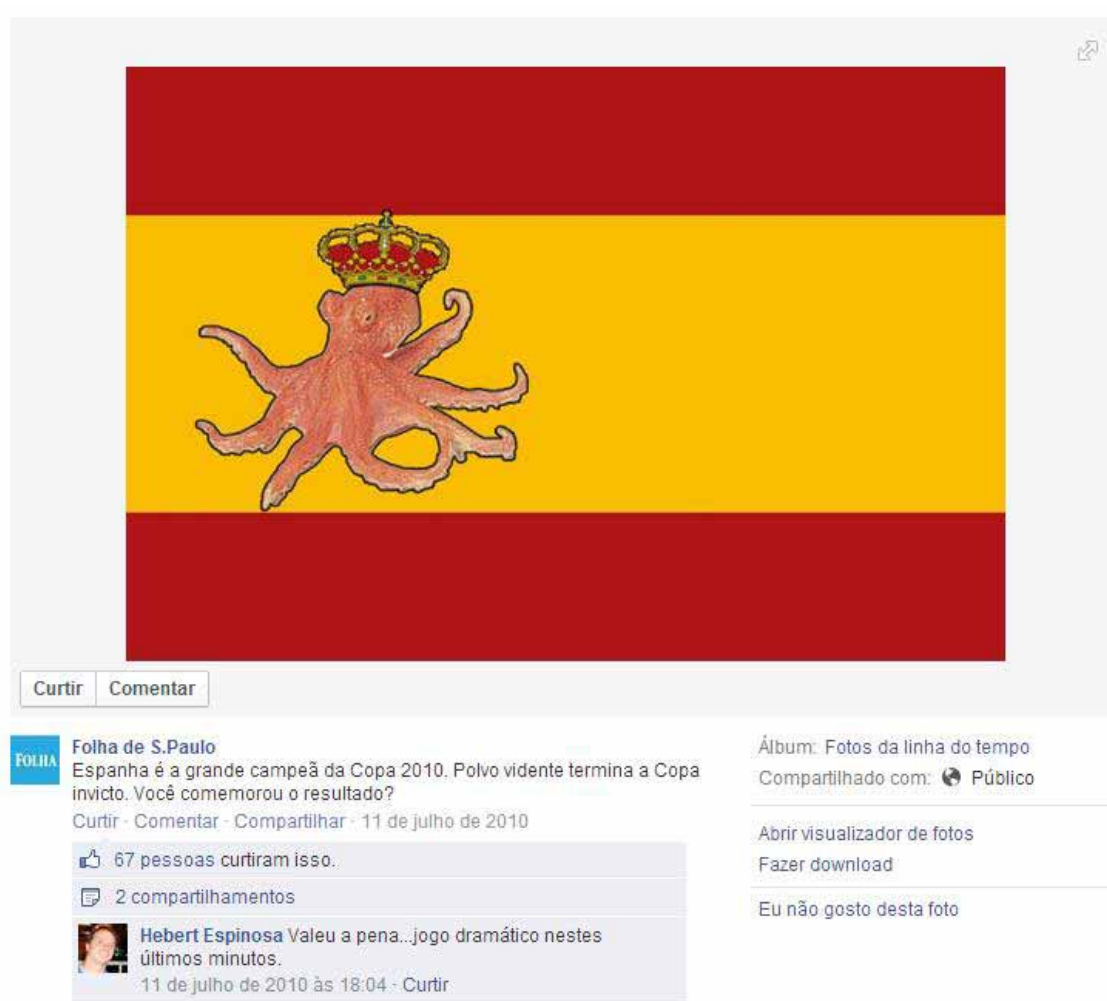 Curtir Comentar
FOLHA
Folha de S.Paulo
Espanha é a grande campeã da Copa 2010. Polvo vidente termina a Copa
invicto. Você comemorou o resultado?
Curtir · Comentar · Compartilhar · 11 de julho de 2010
67 pessoas curtiram isso.
2 compartilhamentos
Hebert Espinosa Valeu a pena...jogo dramático nestes
últimos minutos.
11 de julho de 2010 às 18:04 · Curtir
Álbum: Fotos da linha do tempo
Compartilhado com: Público
Abrir visualizador de fotos
Fazer download
Eu não gosto desta foto